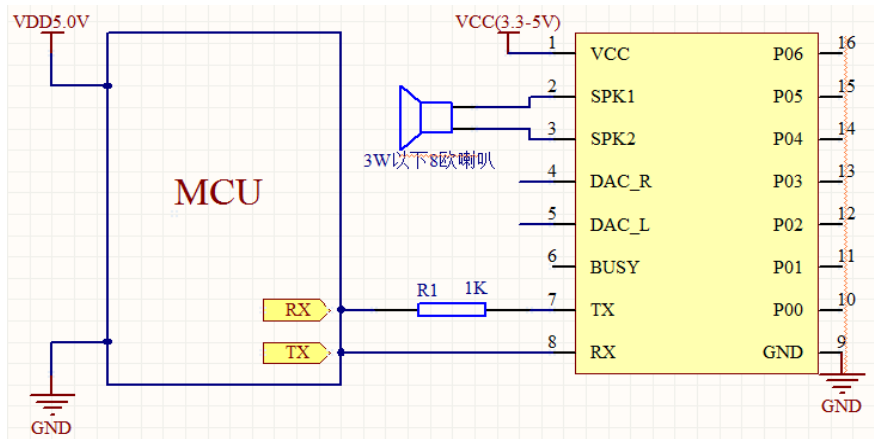 VDD5.0V
VCC(3.3-5V)
MCU
RX
TX
GND
3W以下8欧喇叭
R1 1K
1 VCC P06 16
2 SPK1 P05 15
3 SPK2 P04 14
4 DAC_R P03 13
5 DAC_L P02 12
6 BUSY P01 11
7 TX P00 10
8 RX GND 9
GND